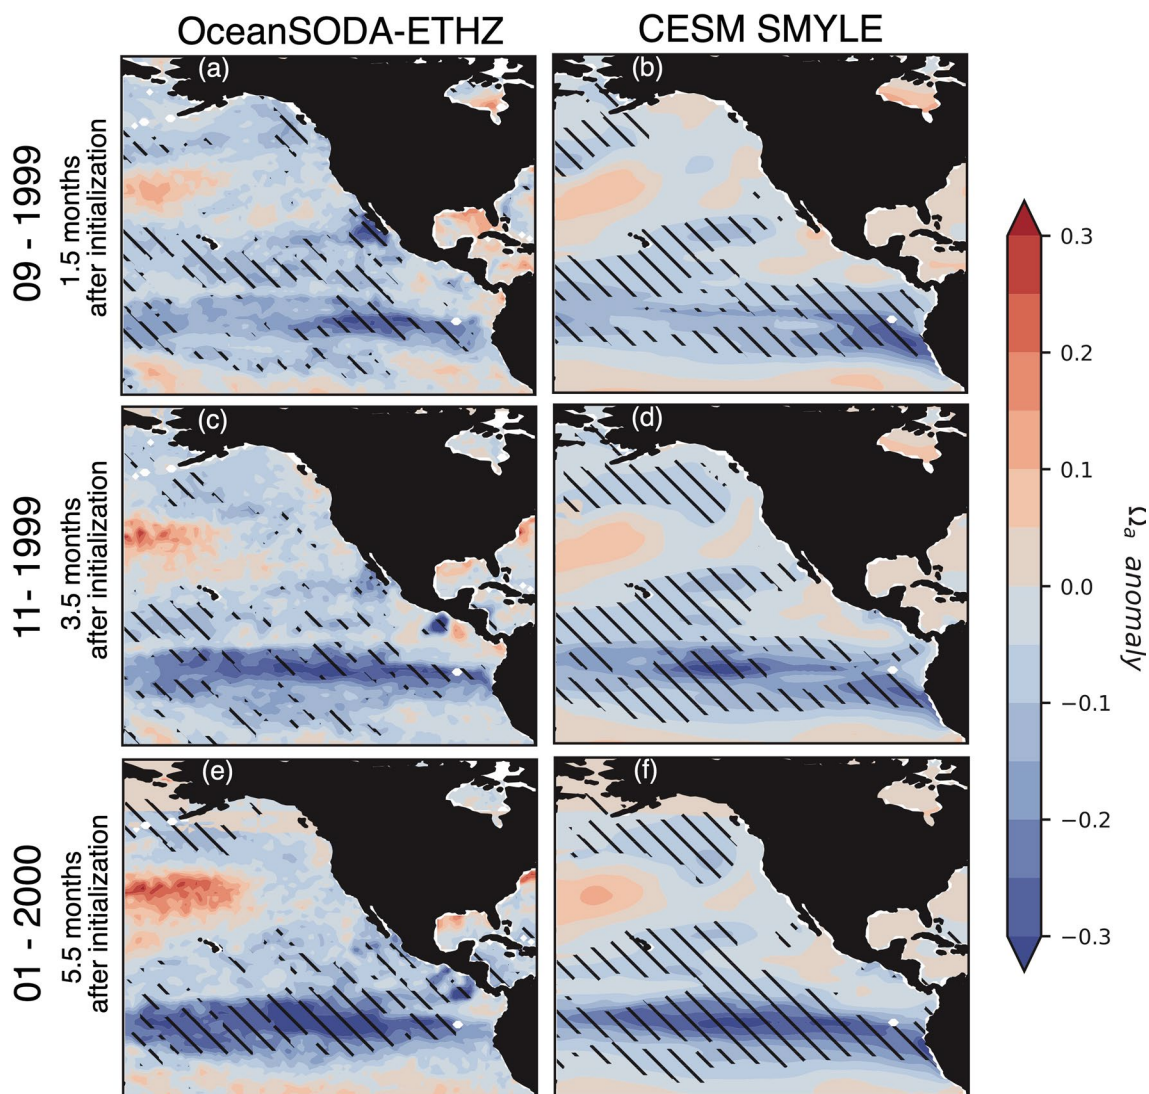 OceanSODA-ETHZ
CESM SMYLE
09 - 1999
1.5 months
after initialization
(a)
(b)
11- 1999
3.5 months
after initialization
(c)
(d)
01 - 2000
5.5 months
after initialization
(e)
(f)
0.3
0.2
0.1
0.0
−0.1
−0.2
−0.3
Ωa anomaly